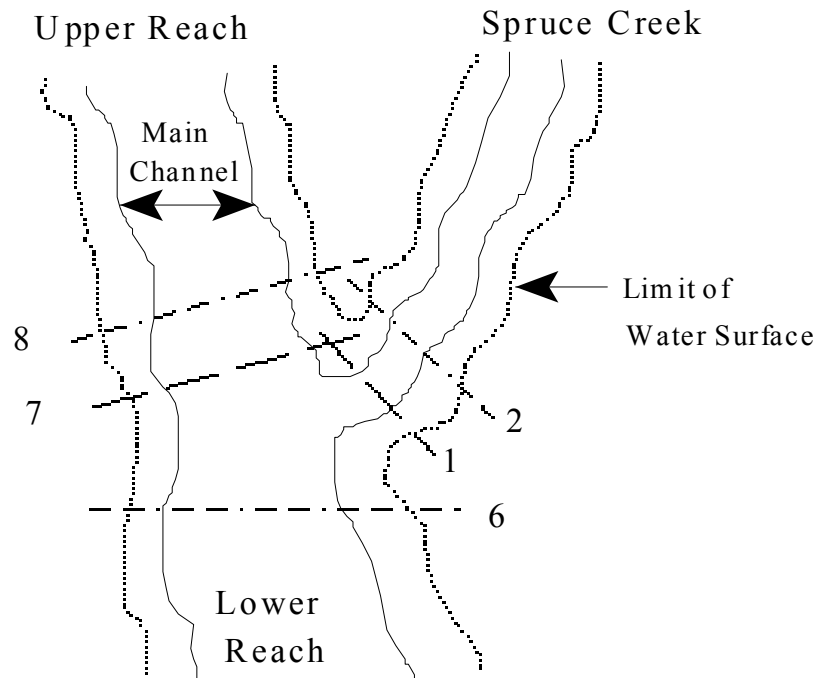 Upper Reach
Spruce Creek
Main
Channel
Limit of
Water Surface
8
7
2
1
6
Lower
Reach